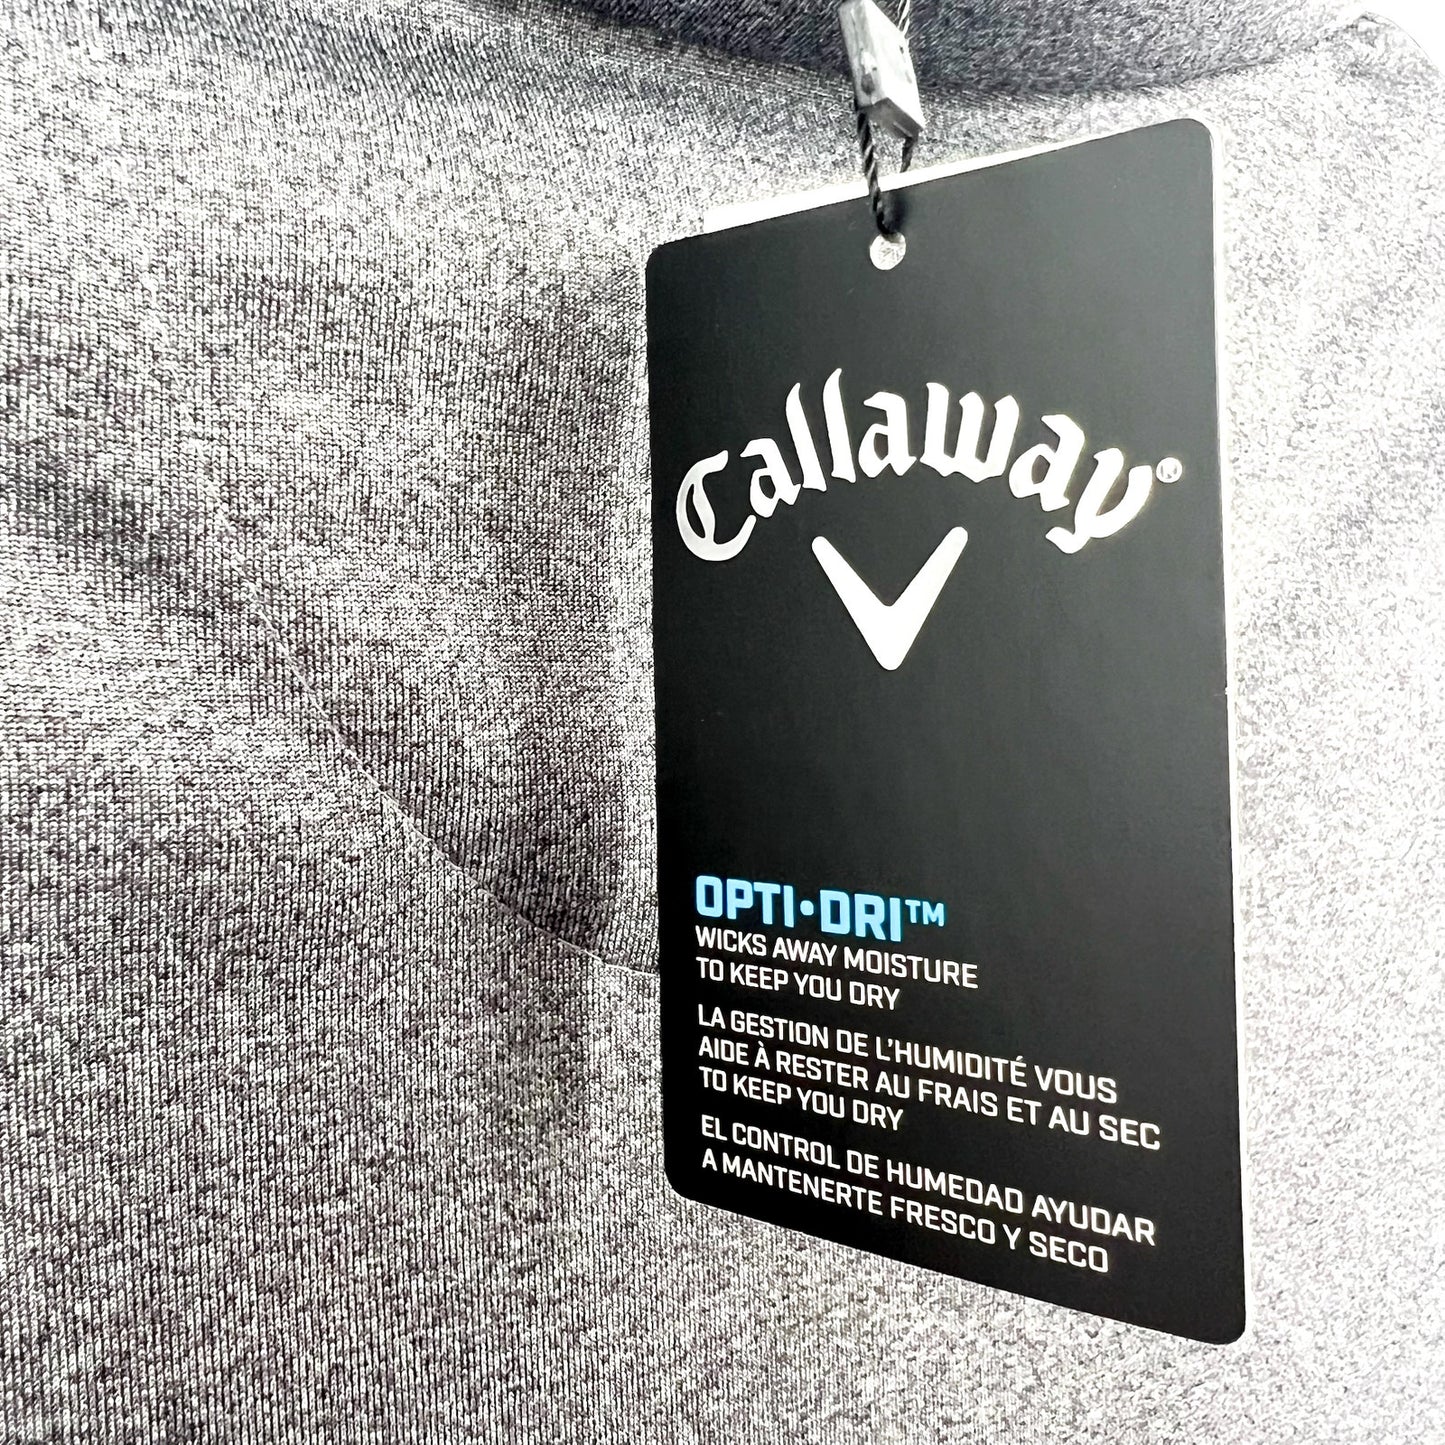 Callaway®
OPTI•DRI™
WICKS AWAY MOISTURE
TO KEEP YOU DRY
LA GESTION DE L'HUMIDITÉ VOUS
AIDE À RESTER AU FRAIS ET AU SEC
TO KEEP YOU DRY
EL CONTROL DE HUMEDAD AYUDAR
A MANTENERTE FRESCO Y SECO